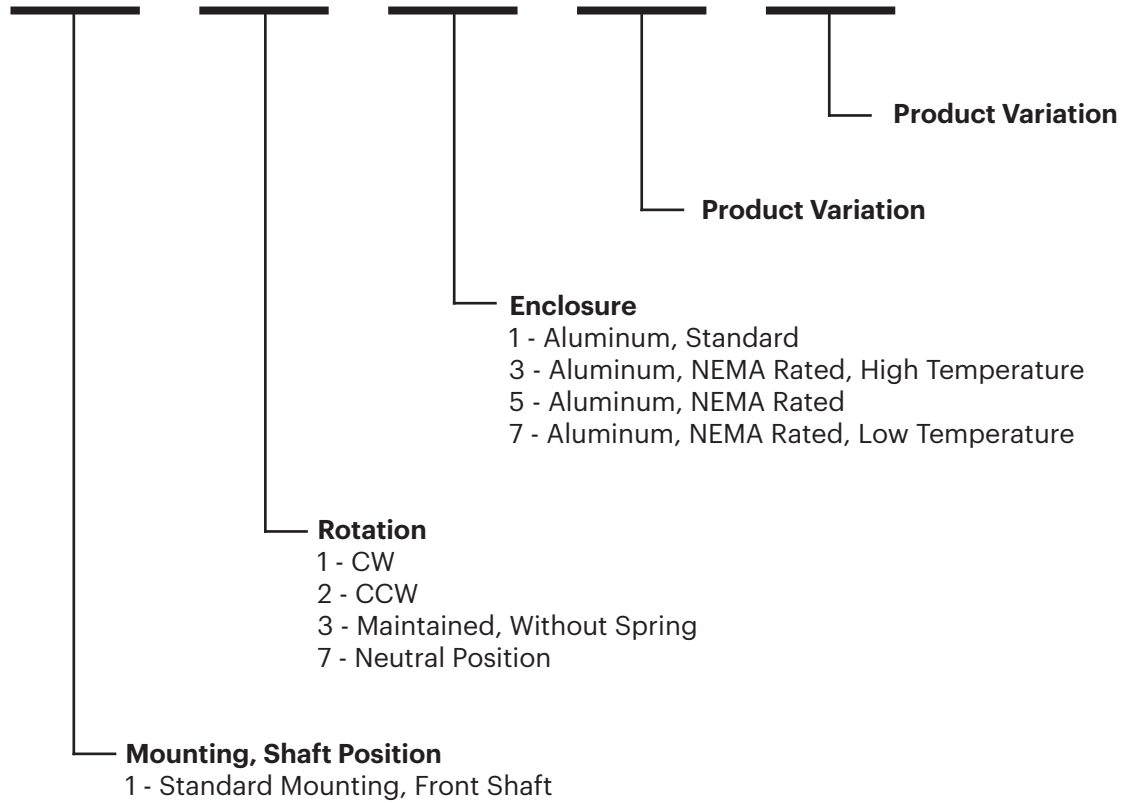 Product Variation
Product Variation
Enclosure
1 - Aluminum, Standard
3 - Aluminum, NEMA Rated, High Temperature
5 - Aluminum, NEMA Rated
7 - Aluminum, NEMA Rated, Low Temperature
Rotation
1 - CW
2 - CCW
3 - Maintained, Without Spring
7 - Neutral Position
Mounting, Shaft Position
1 - Standard Mounting, Front Shaft